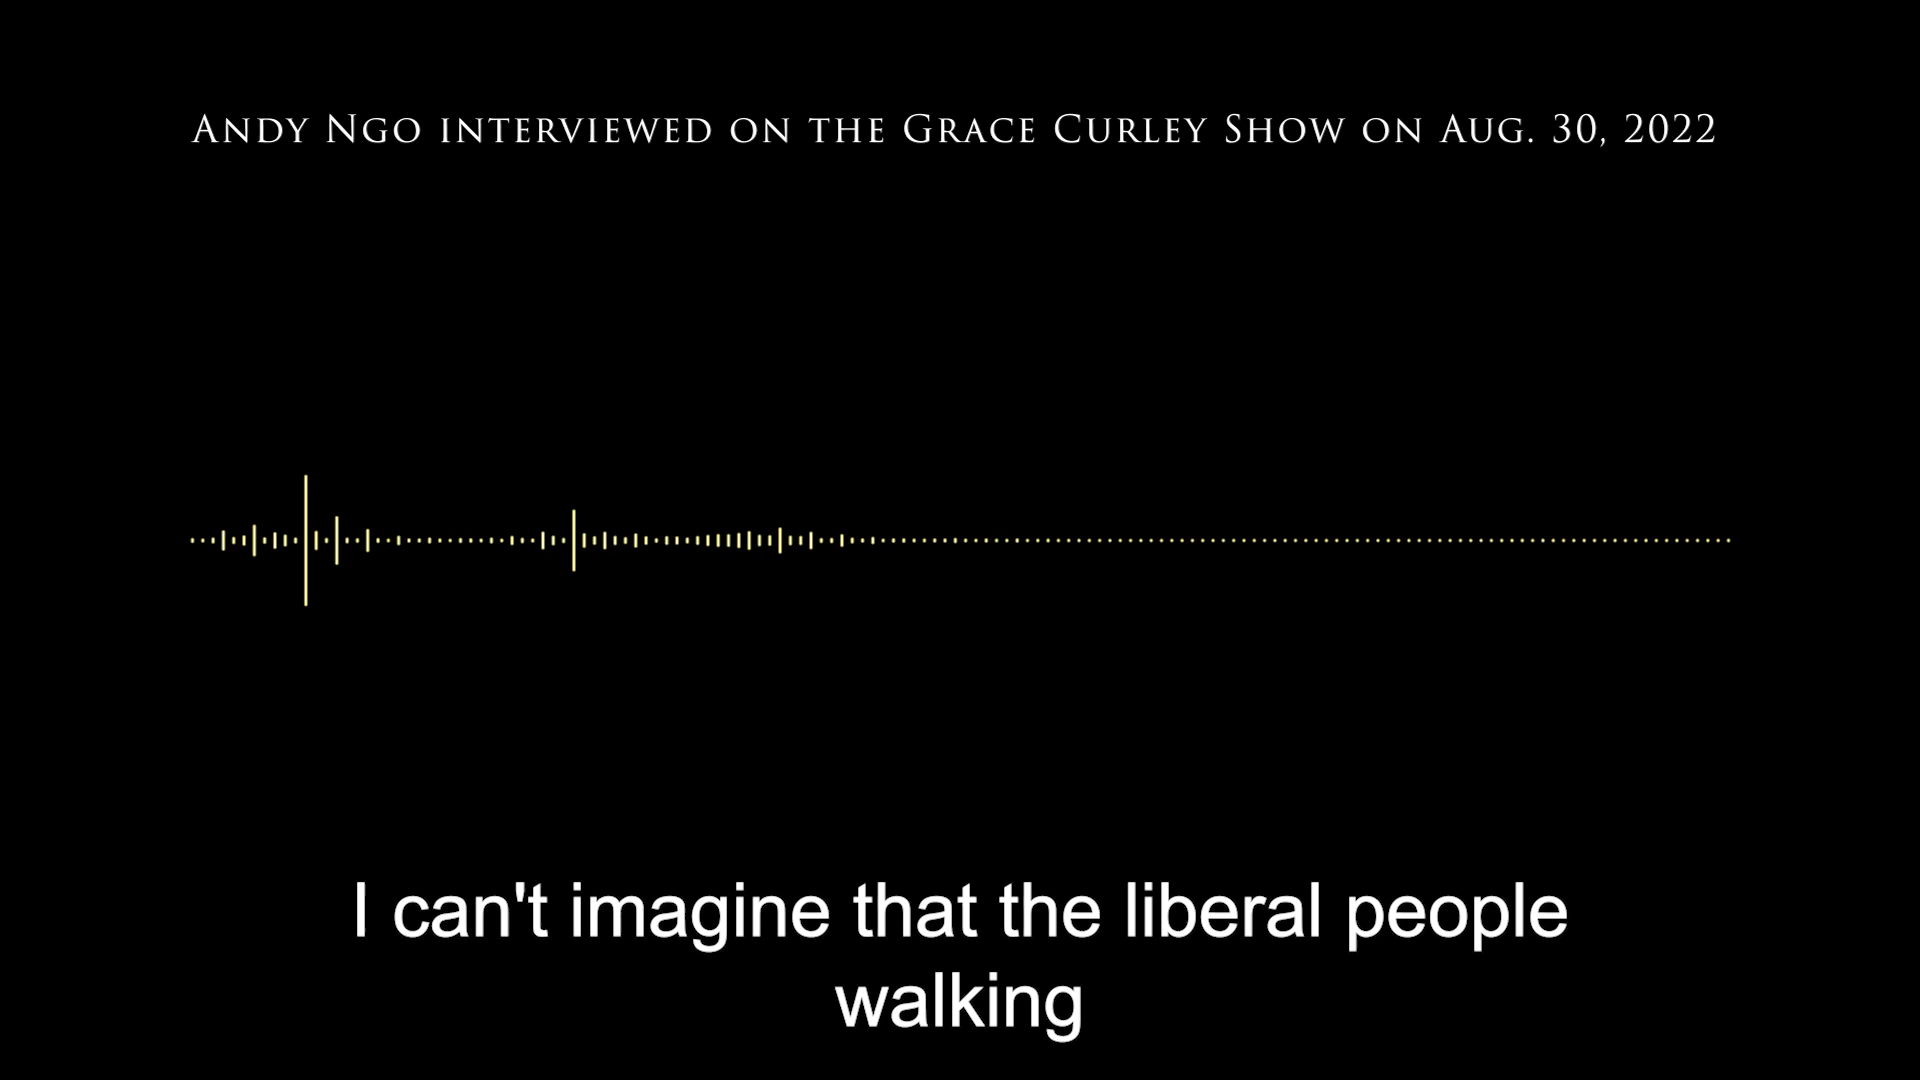 Andy Ngo interviewed on the Grace Curley Show on Aug. 30, 2022
I can't imagine that the liberal people
walking